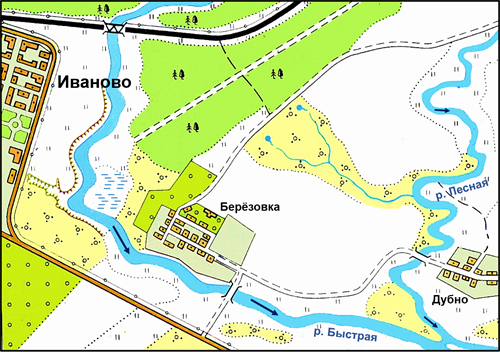 Иваново
р. Лесная
Берёзовка
Дубно
р. Быстрая